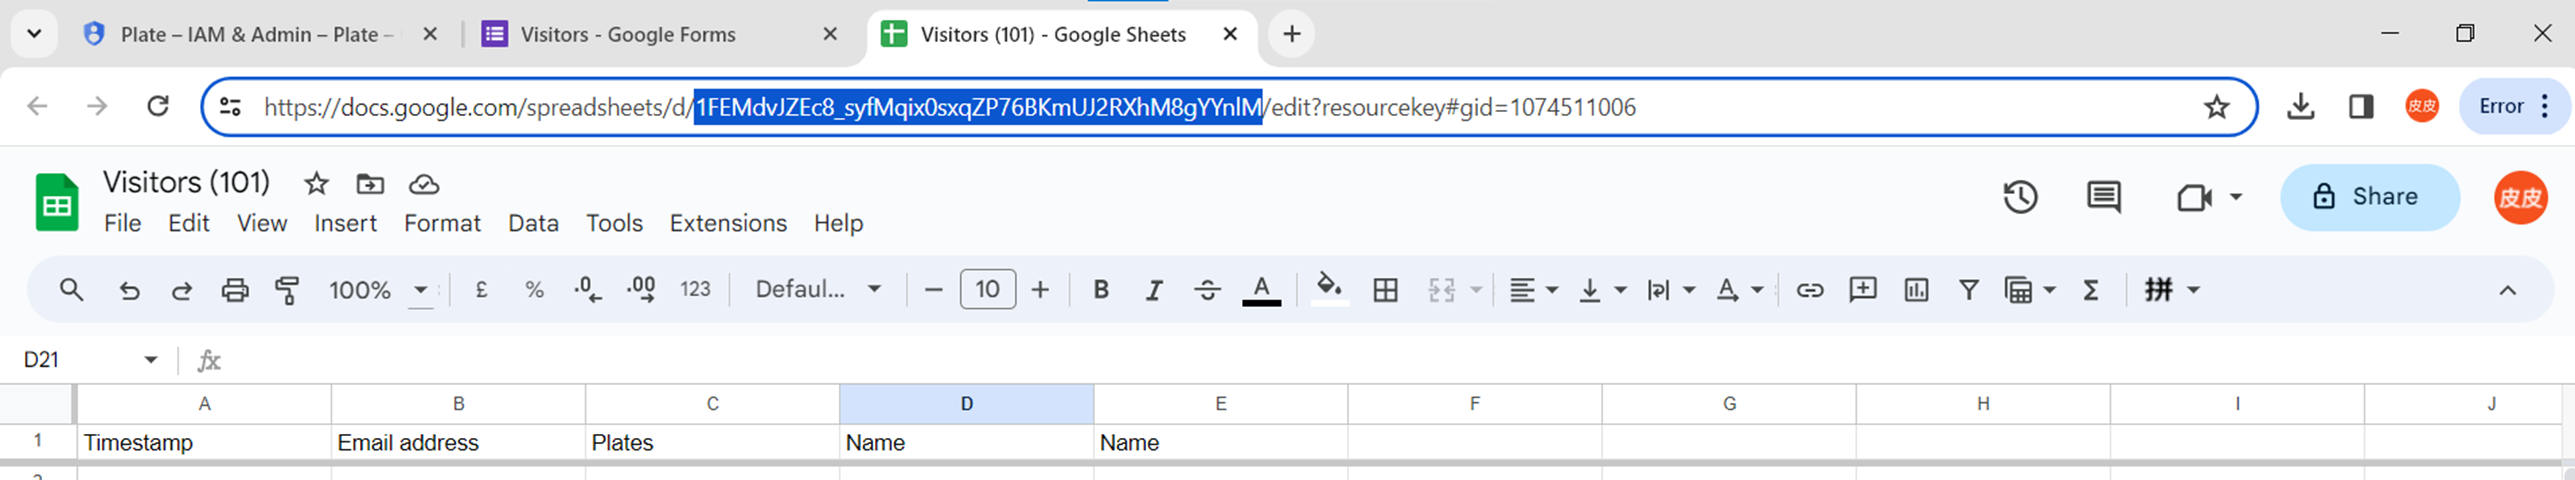 Plate – IAM & Admin – Plate –
Visitors - Google Forms
Visitors (101) - Google Sheets
https://docs.google.com/spreadsheets/d/1FEMdvJZEc8_syfMqix0sxqZP76BKmUJ2RXhM8gYYnlM/edit?resourcekey#gid=1074511006
皮皮
Error
Visitors (101)
File Edit View Insert Format Data Tools Extensions Help
Share
皮皮
100% £ % .0 .00 123 Defaul... 10 B I A Σ 拼
D21 fx
A B C D E F G H I J
1 Timestamp Email address Plates Name Name